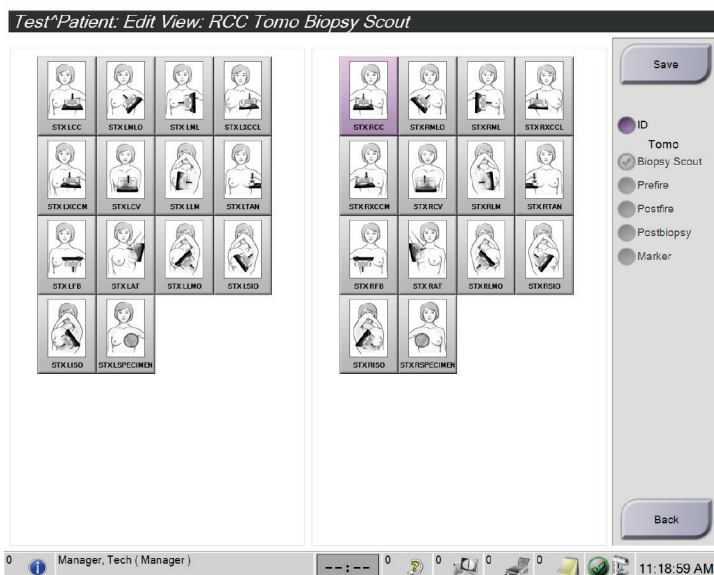 Test^Patient: Edit View: RCC Tomo Biopsy Scout
STX LCC STX LMLO STX LML STX LXCCL
STX LXCCM STX LCV STX LLM STX LTAN
STX LFB STX LAT STX LLMO STX LSIO
STX LISO STX LSPECIMEN
STX RCC STX RMLO STX RML STX RXCCL
STX RXCCM STX RCV STX RLM STX RTAN
STX RFB STX RAT STX RLMO STX RSIO
STX RISO STX RSPECIMEN
Save
ID
Tomo
Biopsy Scout
Prefire
Postfire
Postbiopsy
Marker
Back
0 Manager, Tech ( Manager ) --:-- 0 0 0 0 11:18:59 AM